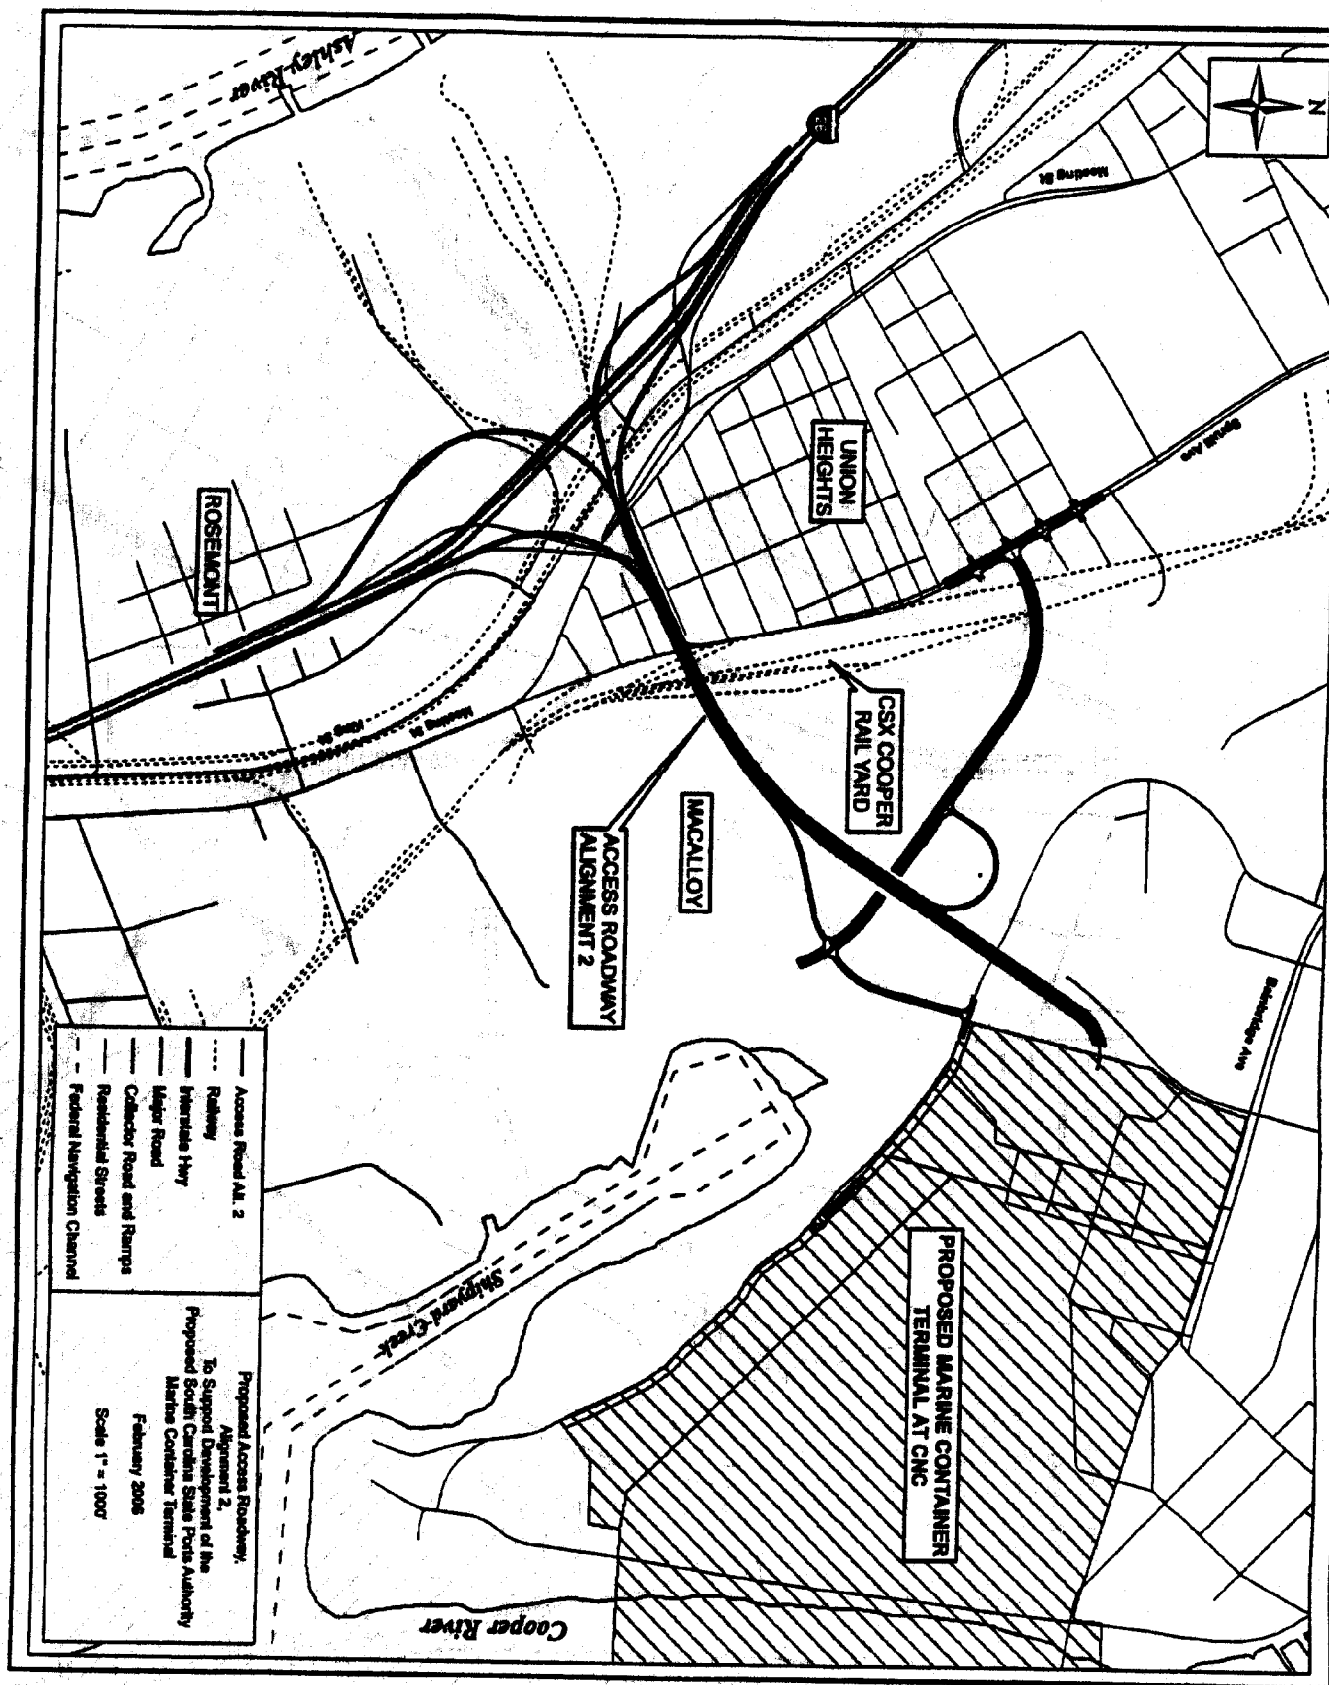 N
Ashley River
26
Meeting St
Spruill Ave
UNION
HEIGHTS
ROSEMONT
CSX COOPER
RAIL YARD
King St
Meeting St
MACALLOY
ACCESS ROADWAY
ALIGNMENT 2
Bainbridge Ave
Shipyard Creek
PROPOSED MARINE CONTAINER
TERMINAL AT CNC
Cooper River
Access Road Alt. 2
Railway
Interstate Hwy
Major Road
Collector Road and Ramps
Residential Streets
Federal Navigation Channel
Proposed Access Roadway,
Alignment 2,
To Support Development of the
Proposed South Carolina State Ports Authority
Marine Container Terminal
February 2006
Scale 1" = 1000'